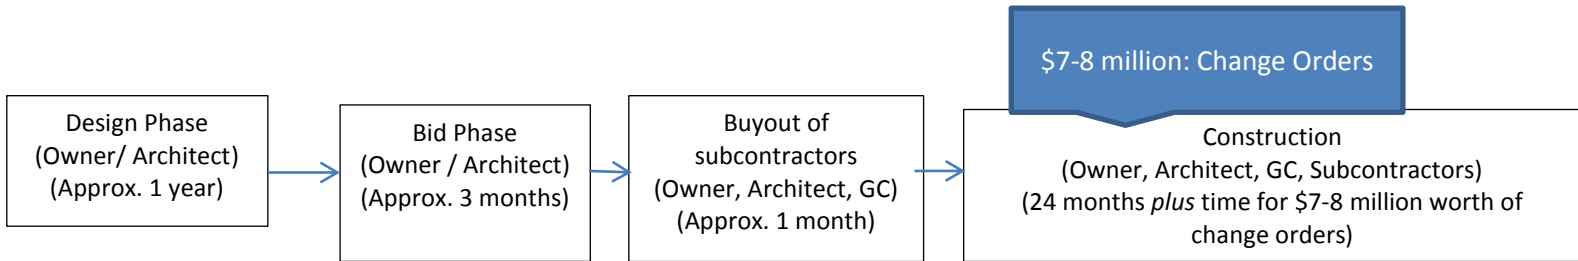 $7-8 million: Change Orders
Design Phase
(Owner/ Architect)
(Approx. 1 year)
Bid Phase
(Owner / Architect)
(Approx. 3 months)
Buyout of
subcontractors
(Owner, Architect, GC)
(Approx. 1 month)
Construction
(Owner, Architect, GC, Subcontractors)
(24 months plus time for $7-8 million worth of
change orders)